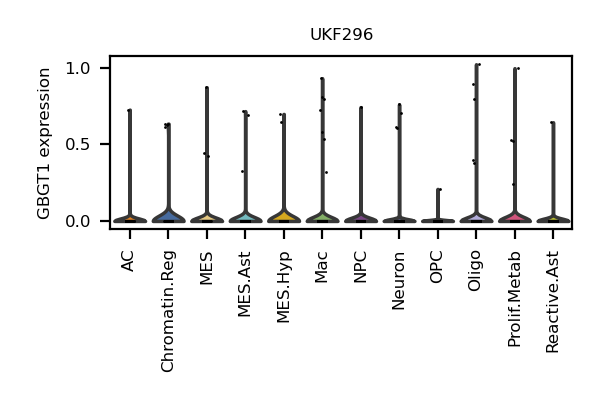 UKF296
GBGT1 expression
1.0
0.5
0.0
AC
Chromatin.Reg
MES
MES.Ast
MES.Hyp
Mac
NPC
Neuron
OPC
Oligo
Prolif.Metab
Reactive.Ast